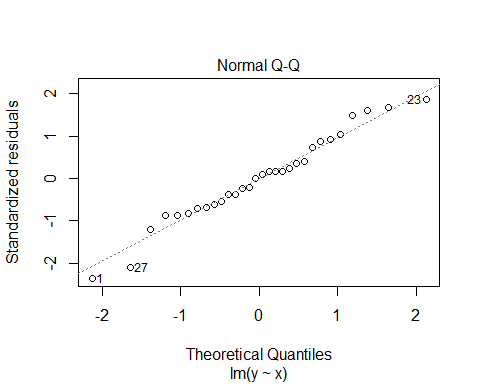 Normal Q-Q
Standardized residuals
2
1
0
-1
-2
23
27
1
-2 -1 0 1 2
Theoretical Quantiles
lm(y ~ x)